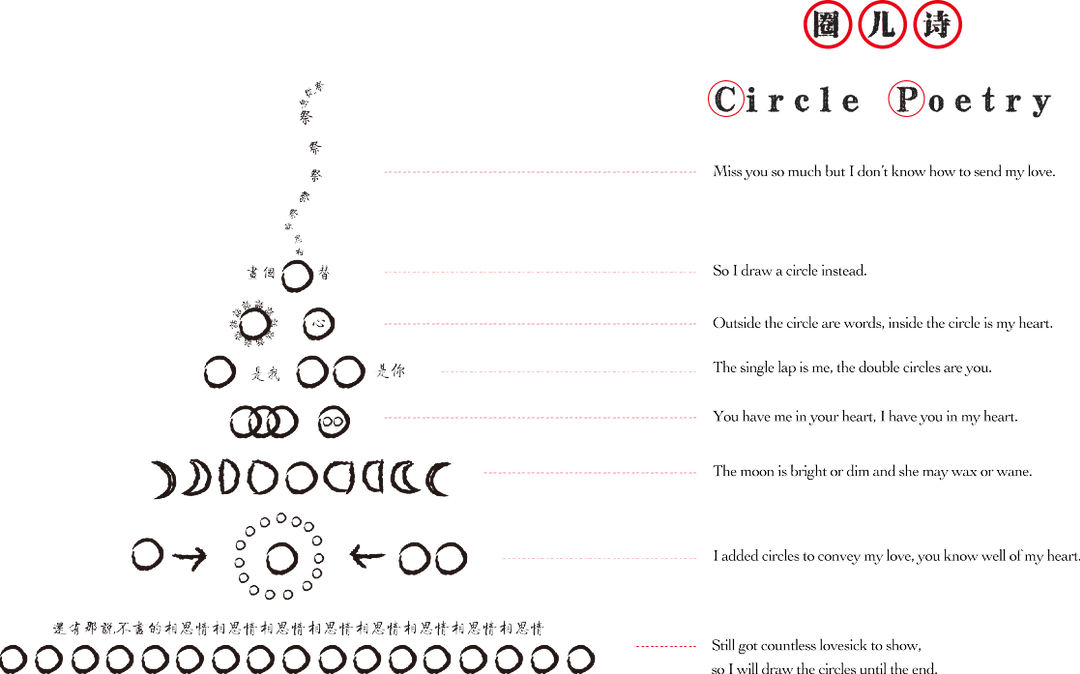 圈儿诗
Circle Poetry
Miss you so much but I don't know how to send my love.
畫個 替
So I draw a circle instead.
心
Outside the circle are words, inside the circle is my heart.
是我 是你
The single lap is me, the double circles are you.
You have me in your heart, I have you in my heart.
The moon is bright or dim and she may wax or wane.
I added circles to convey my love, you know well of my heart.
還有那說,不盡的相思情相思情相思情相思情相思情相思情相思情相思情
Still got countless lovesick to show,
so I will draw the circles until the end.